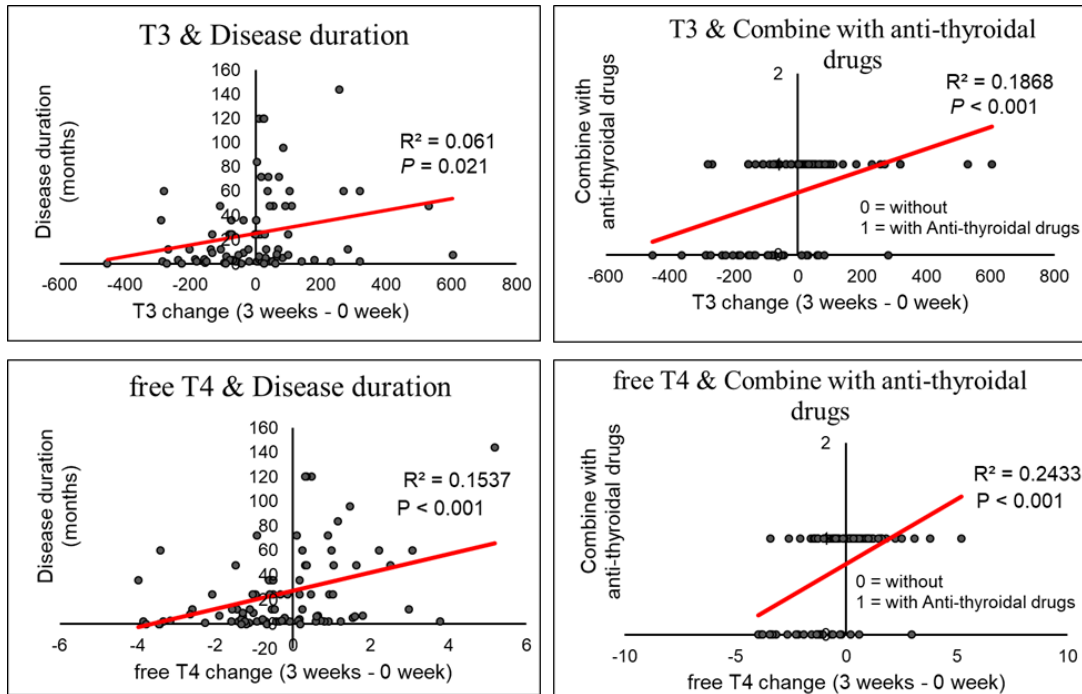 T3 & Disease duration
Disease duration
(months)
160
140
120
100
80
60
40
20
0
R² = 0.061
P = 0.021
-600 -400 -200 0 200 400 600 800
T3 change (3 weeks - 0 week)
T3 & Combine with anti-thyroidal
drugs
Combine with
anti-thyroidal drugs
2
R² = 0.1868
P < 0.001
0 = without
1 = with Anti-thyroidal drugs
0
-600 -400 -200 0 200 400 600 800
T3 change (3 weeks - 0 week)
free T4 & Disease duration
Disease duration
(months)
180
160
140
120
100
80
60
40
20
0
R² = 0.1537
P < 0.001
-6 -4 -2 0 2 4 6
free T4 change (3 weeks - 0 week)
free T4 & Combine with anti-thyroidal
drugs
Combine with
anti-thyroidal drugs
2
R² = 0.2433
P < 0.001
0 = without
1 = with Anti-thyroidal drugs
0
-10 -5 0 5 10
free T4 change (3 weeks - 0 week)